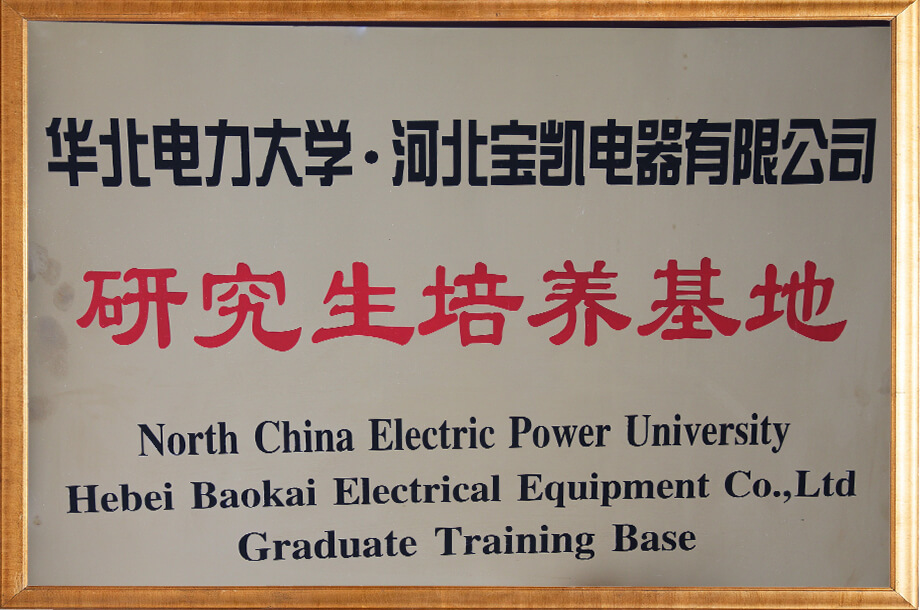 华北电力大学·河北宝凯电器有限公司
研究生培养基地
North China Electric Power University
Hebei Baokai Electrical Equipment Co.,Ltd
Graduate Training Base